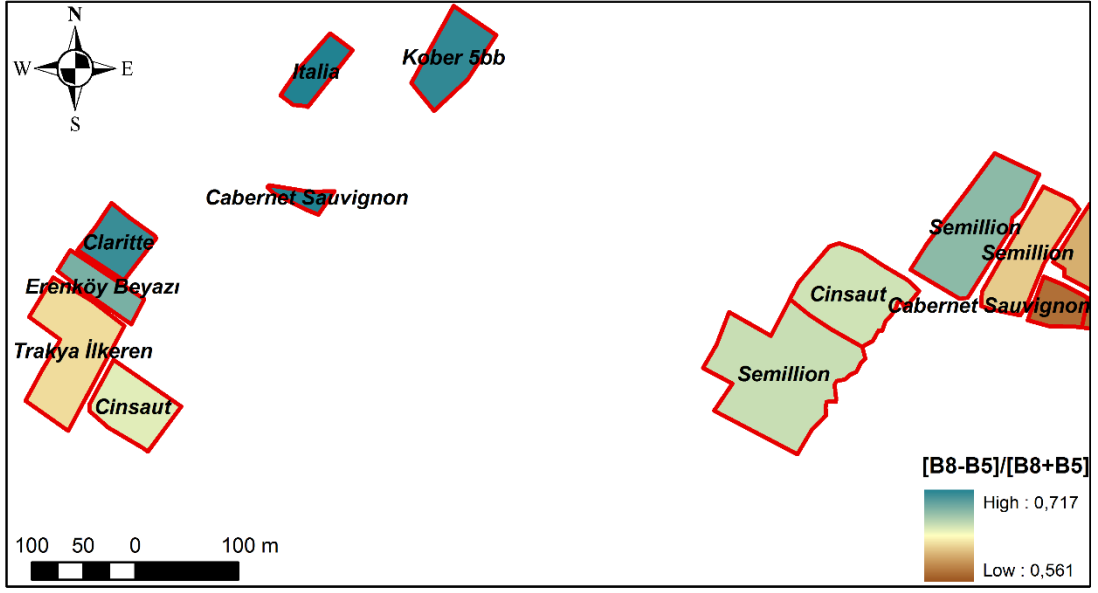 N
W E
S
Italia
Kober 5bb
Cabernet Sauvignon
Claritte
Erenköy Beyazı
Trakya İlkeren
Cinsaut
Semillion
Semillion
Cinsaut
Cabernet Sauvignon
Semillion
[B8-B5]/[B8+B5]
High : 0,717
Low : 0,561
100 50 0 100 m